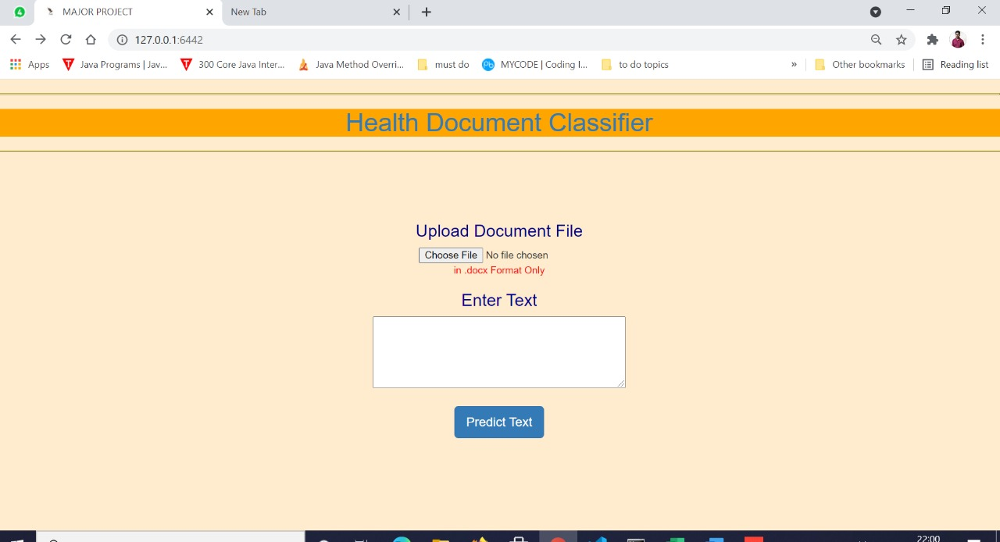 4
MAJOR PROJECT
New Tab
127.0.0.1:6442
Apps
Java Programs | Jav...
300 Core Java Inter...
Java Method Overri...
must do
Pb
MYCODE | Coding I...
to do topics
»
Other bookmarks
Reading list
Health Document Classifier
Upload Document File
Choose File No file chosen
in .docx Format Only
Enter Text
Predict Text
22:00